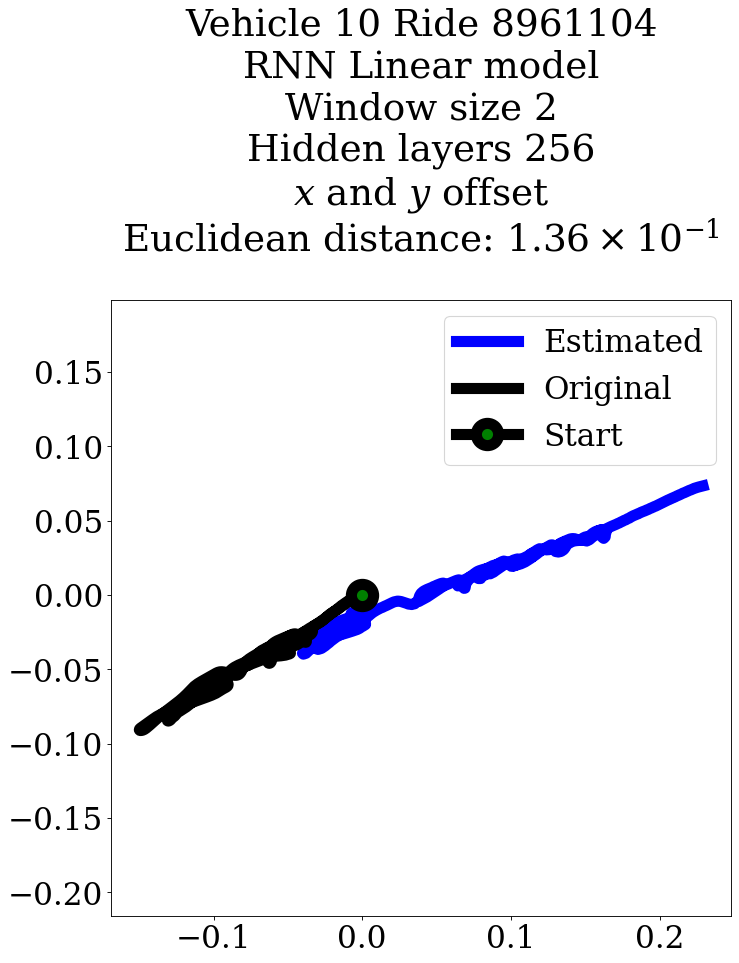 Vehicle 10 Ride 8961104
RNN Linear model
Window size 2
Hidden layers 256
x and y offset
Euclidean distance: 1.36 × 10⁻¹
Estimated
Original
Start
0.15
0.10
0.05
0.00
−0.05
−0.10
−0.15
−0.20
−0.1 0.0 0.1 0.2